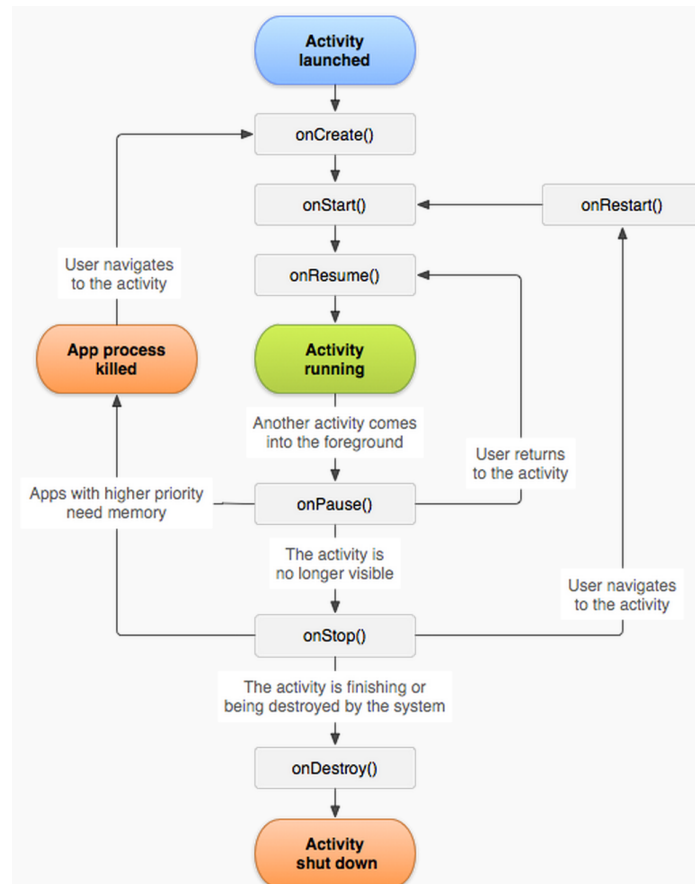 Activity
launched
onCreate()
onStart()
onRestart()
User navigates
to the activity
onResume()
App process
killed
Activity
running
Another activity comes
into the foreground
User returns
to the activity
Apps with higher priority
need memory
onPause()
The activity is
no longer visible
User navigates
to the activity
onStop()
The activity is finishing or
being destroyed by the system
onDestroy()
Activity
shut down